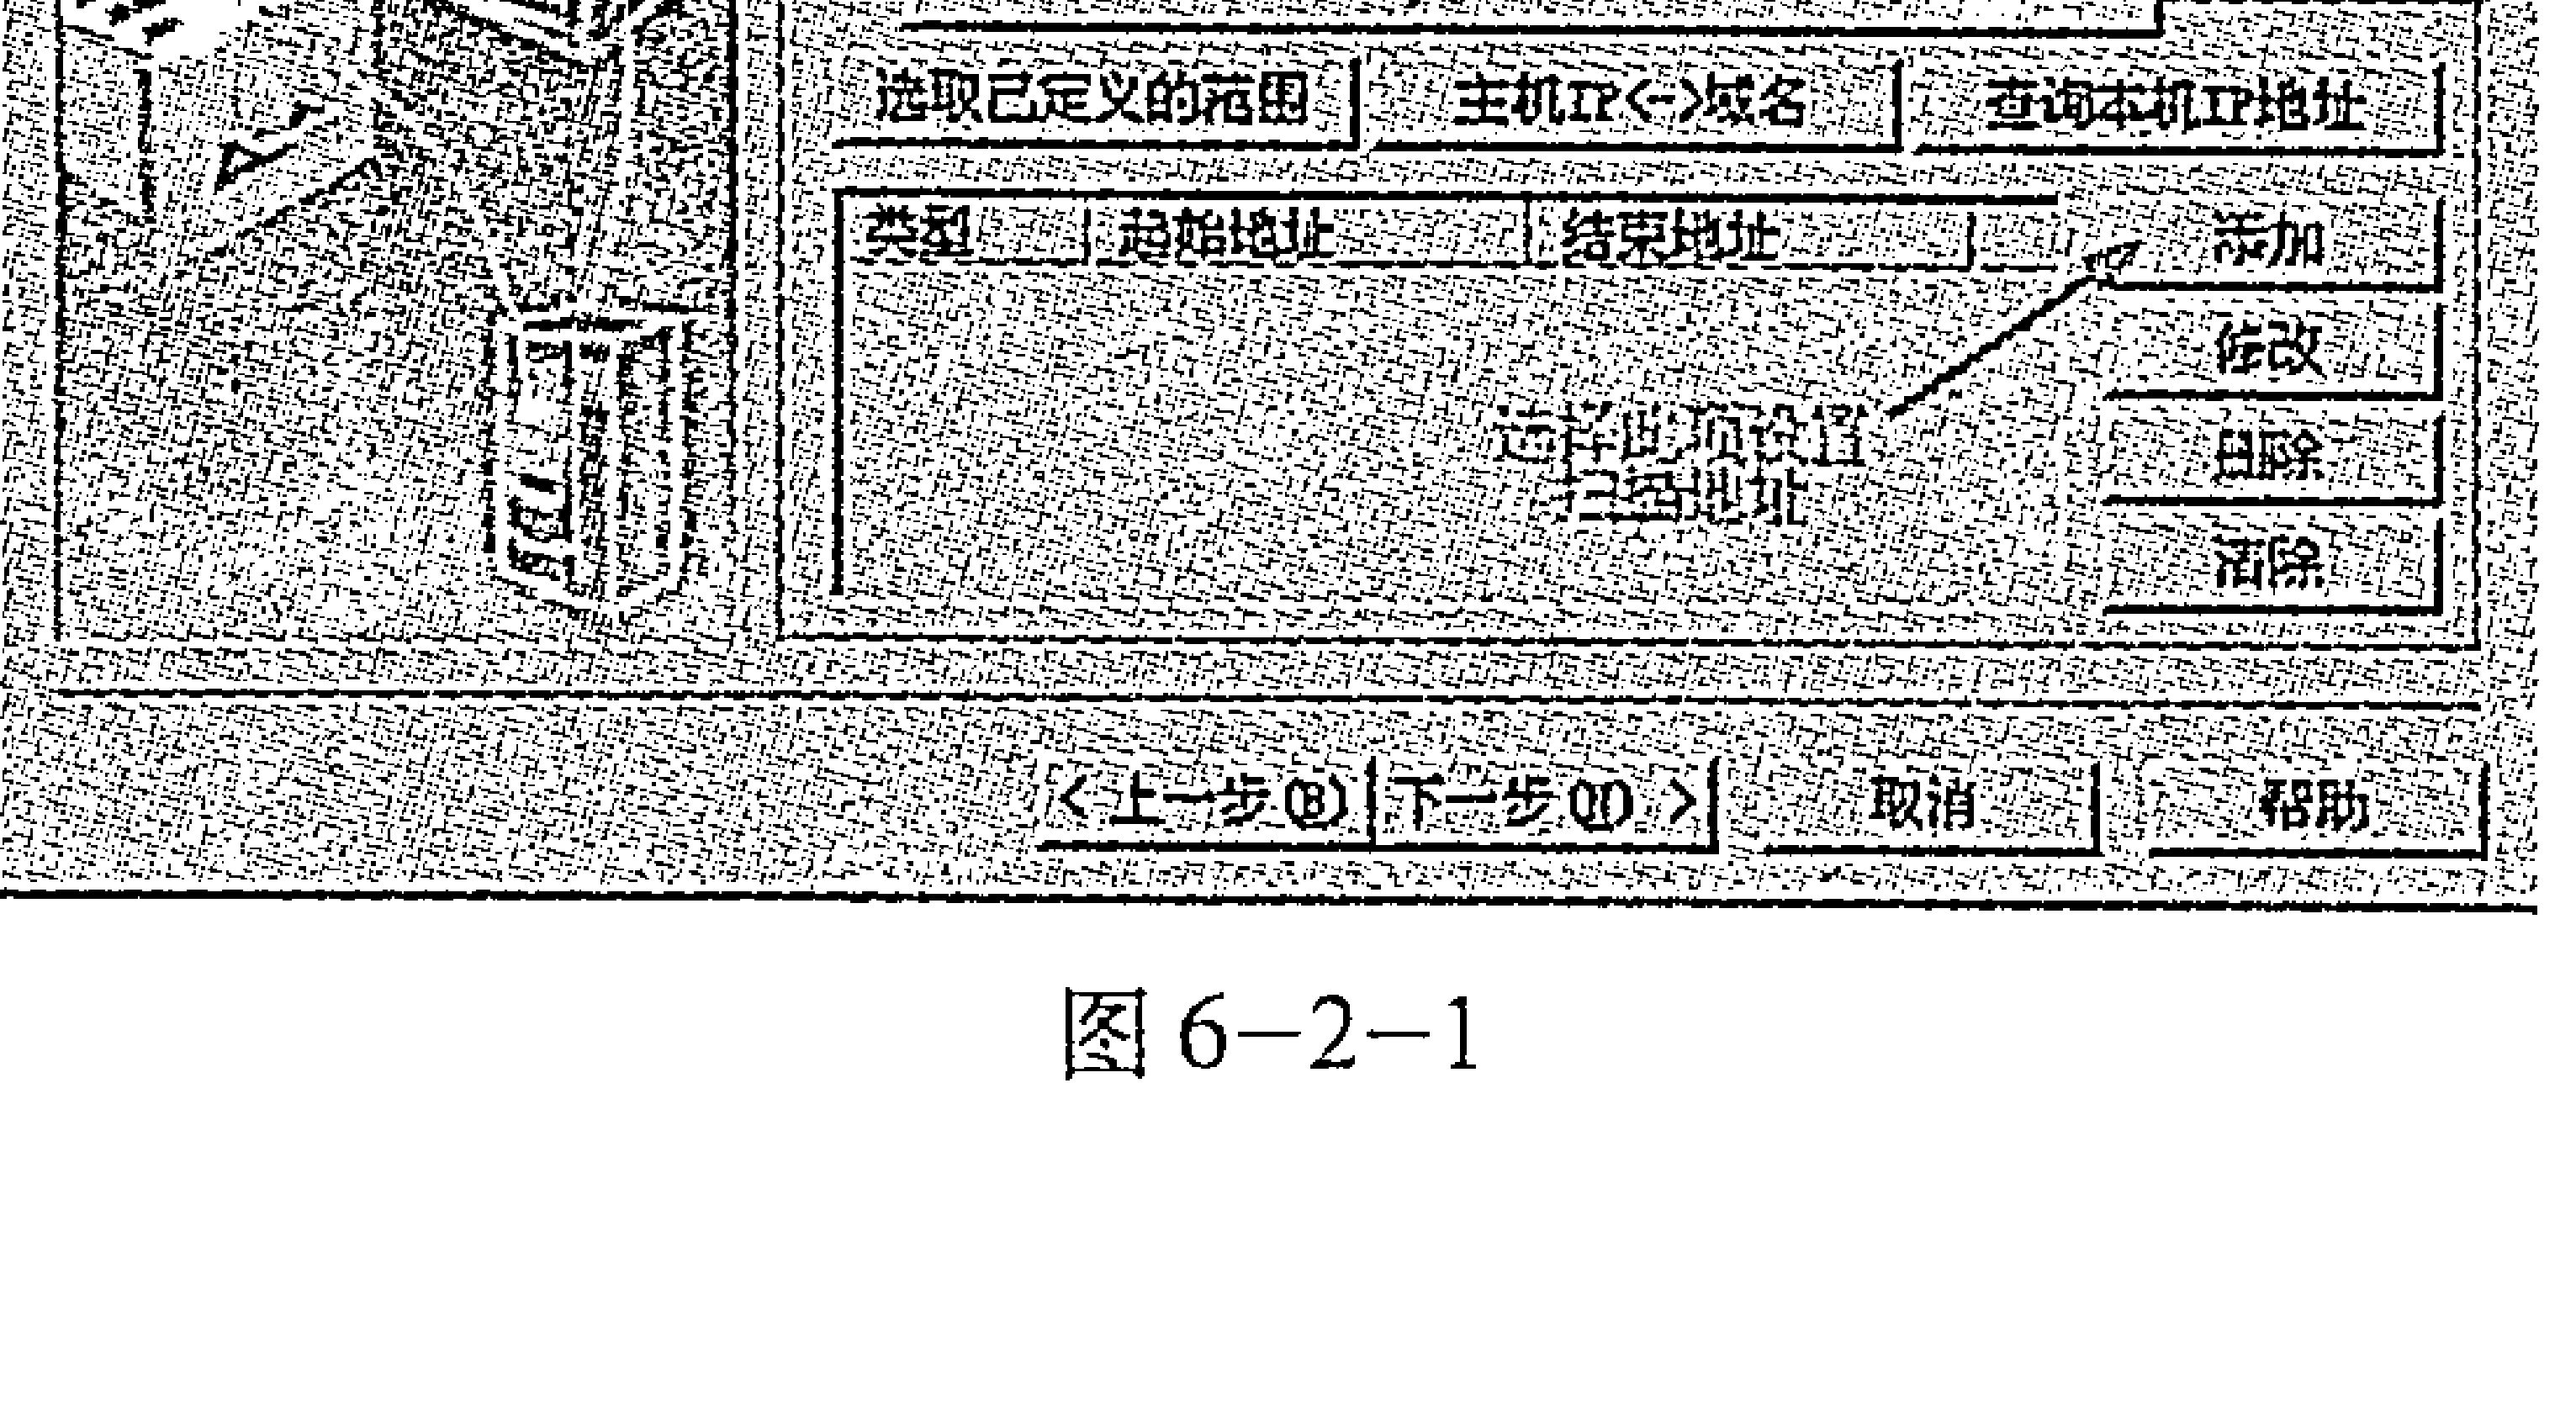 选取已定义的范围 主机IP<->域名 查询本机IP地址
类型 起始地址 结束地址 添加
修改
选择此项设置
扫描地址
删除
清除
<上一步(B) 下一步(N)> 取消 帮助
图 6-2-1